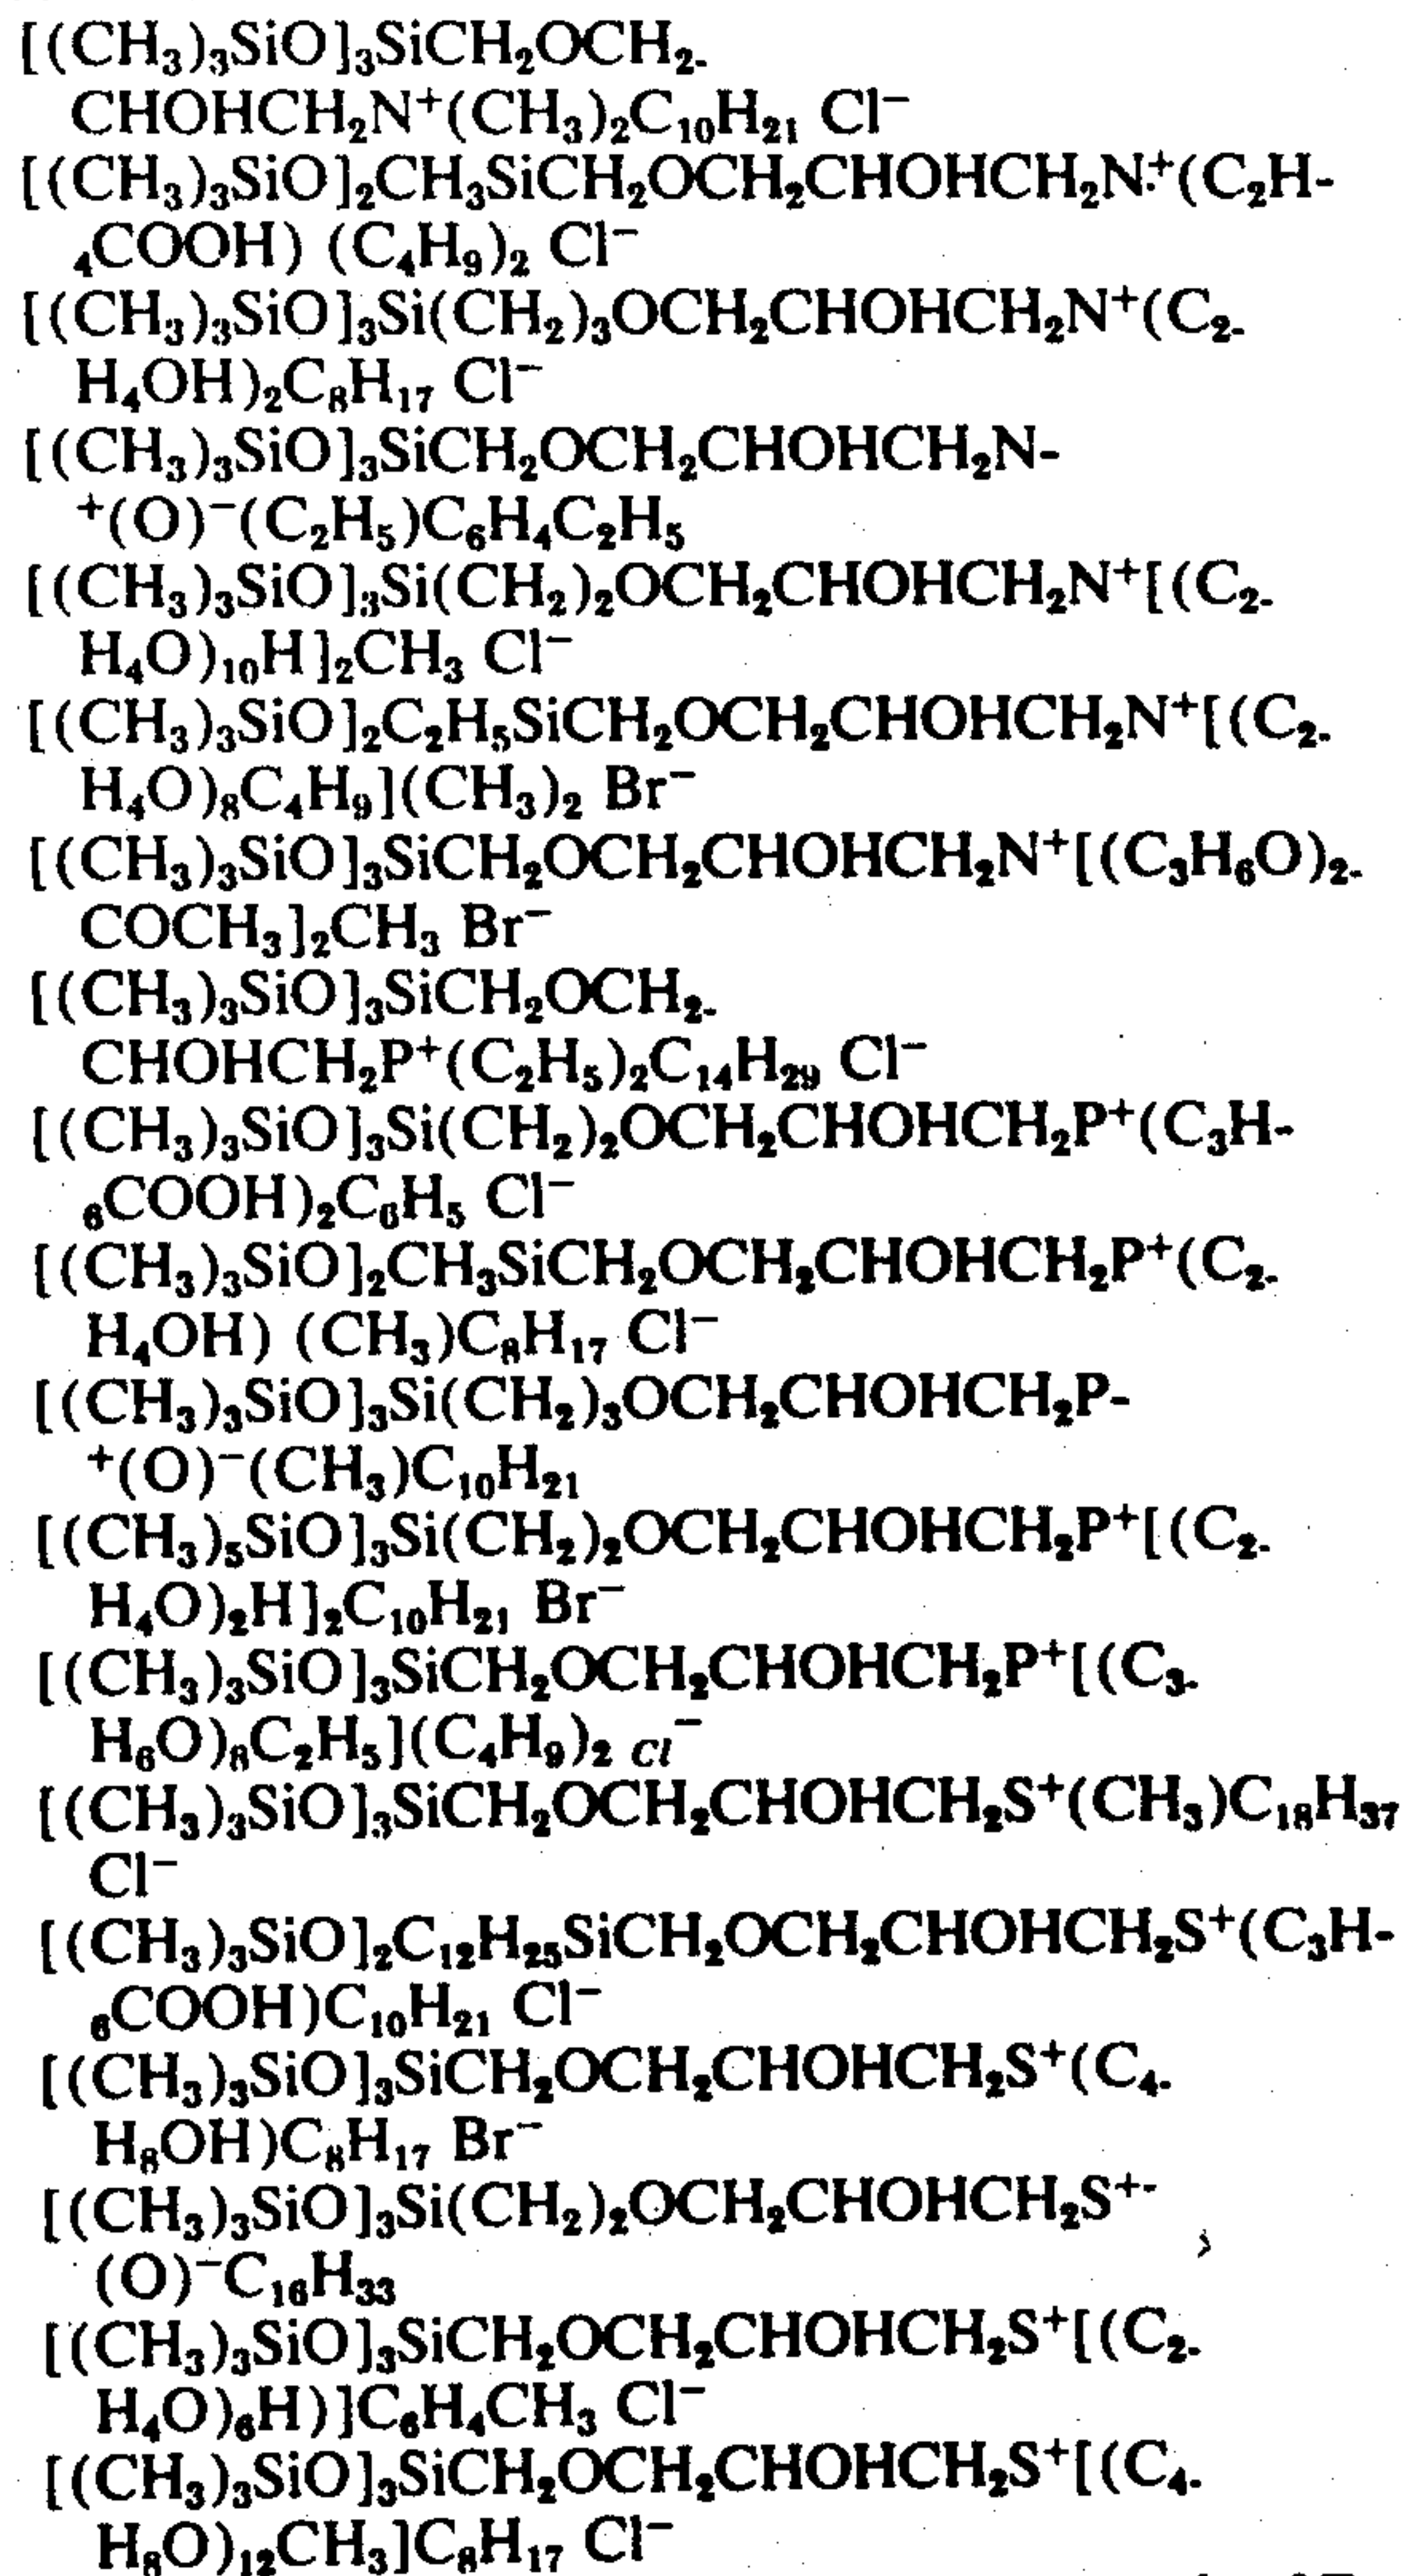 [(CH₃)₃SiO]₃SiCH₂OCH₂-
CHOHCH₂N⁺(CH₃)₂C₁₀H₂₁ Cl⁻
[(CH₃)₃SiO]₂CH₃SiCH₂OCH₂CHOHCH₂N⁺(C₂H-
₄COOH) (C₄H₉)₂ Cl⁻
[(CH₃)₃SiO]₃Si(CH₂)₃OCH₂CHOHCH₂N⁺(C₂-
H₄OH)₂C₈H₁₇ Cl⁻
[(CH₃)₃SiO]₃SiCH₂OCH₂CHOHCH₂N-
⁺(O)⁻(C₂H₅)C₆H₄C₂H₅
[(CH₃)₃SiO]₃Si(CH₂)₂OCH₂CHOHCH₂N⁺[(C₂-
H₄O)₁₀H]₂CH₃ Cl⁻
[(CH₃)₃SiO]₂C₂H₅SiCH₂OCH₂CHOHCH₂N⁺[(C₂-
H₄O)₈C₄H₉](CH₃)₂ Br⁻
[(CH₃)₃SiO]₃SiCH₂OCH₂CHOHCH₂N⁺[(C₃H₆O)₂-
COCH₃]₂CH₃ Br⁻
[(CH₃)₃SiO]₃SiCH₂OCH₂-
CHOHCH₂P⁺(C₂H₅)₂C₁₄H₂₉ Cl⁻
[(CH₃)₃SiO]₃Si(CH₂)₂OCH₂CHOHCH₂P⁺(C₃H-
₆COOH)₂C₆H₅ Cl⁻
[(CH₃)₃SiO]₂CH₃SiCH₂OCH₂CHOHCH₂P⁺(C₂-
H₄OH) (CH₃)C₈H₁₇ Cl⁻
[(CH₃)₃SiO]₃Si(CH₂)₃OCH₂CHOHCH₂P-
⁺(O)⁻(CH₃)C₁₀H₂₁
[(CH₃)₅SiO]₃Si(CH₂)₂OCH₂CHOHCH₂P⁺[(C₂-
H₄O)₂H]₂C₁₀H₂₁ Br⁻
[(CH₃)₃SiO]₃SiCH₂OCH₂CHOHCH₂P⁺[(C₃-
H₆O)₈C₂H₅](C₄H₉)₂ Cl⁻
[(CH₃)₃SiO]₃SiCH₂OCH₂CHOHCH₂S⁺(CH₃)C₁₈H₃₇
Cl⁻
[(CH₃)₃SiO]₂C₁₂H₂₅SiCH₂OCH₂CHOHCH₂S⁺(C₃H-
₆COOH)C₁₀H₂₁ Cl⁻
[(CH₃)₃SiO]₃SiCH₂OCH₂CHOHCH₂S⁺(C₄-
H₈OH)C₈H₁₇ Br⁻
[(CH₃)₃SiO]₃Si(CH₂)₂OCH₂CHOHCH₂S⁺-
(O)⁻C₁₆H₃₃
[(CH₃)₃SiO]₃SiCH₂OCH₂CHOHCH₂S⁺[(C₂-
H₄O)₆H)]C₆H₄CH₃ Cl⁻
[(CH₃)₃SiO]₃SiCH₂OCH₂CHOHCH₂S⁺[(C₄-
H₈O)₁₂CH₃]C₈H₁₇ Cl⁻